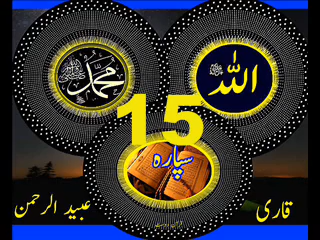 الله
محمد
15
سپارہ
قاری
عبید الرحمن